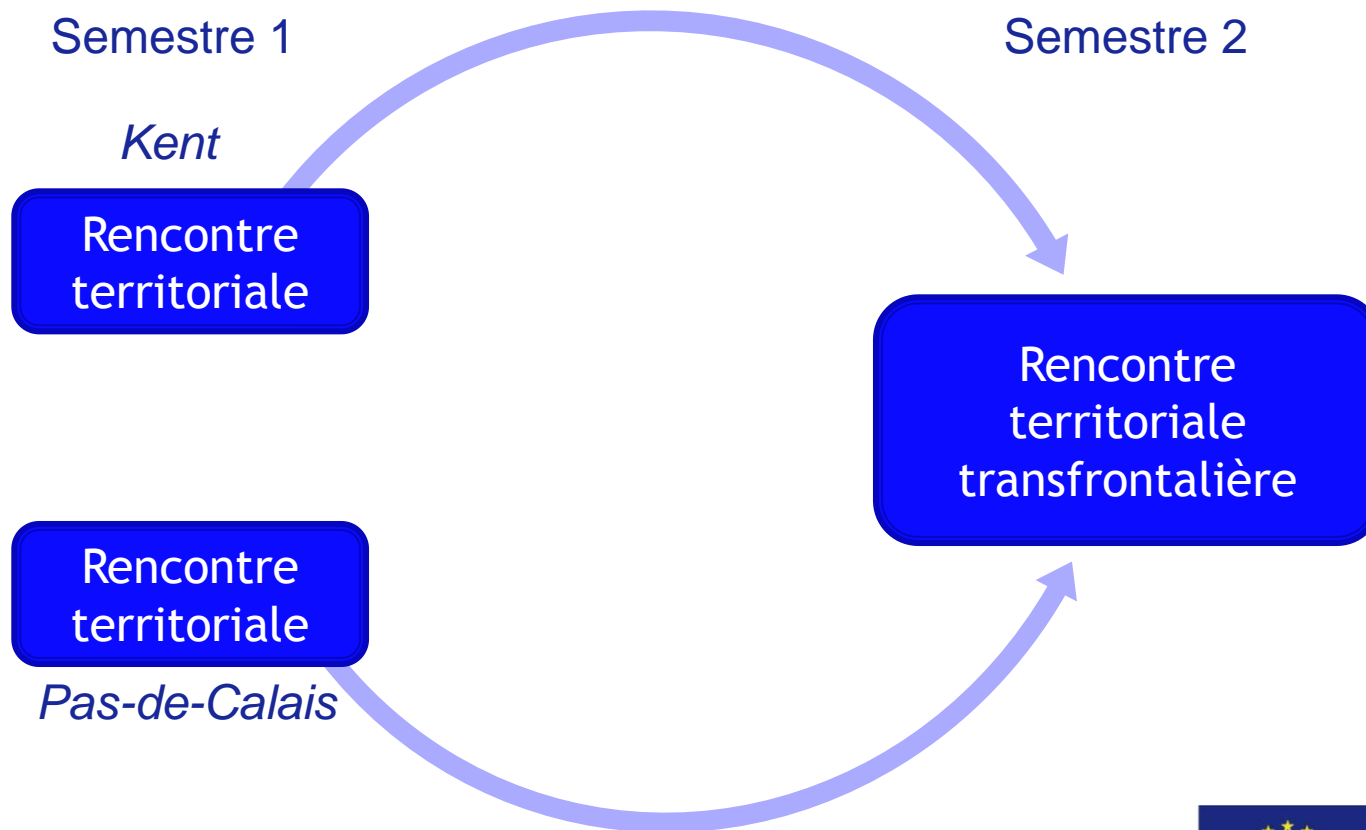 Semestre 1
Semestre 2
Kent
Rencontre
territoriale
Rencontre
territoriale
transfrontalière
Rencontre
territoriale
Pas-de-Calais